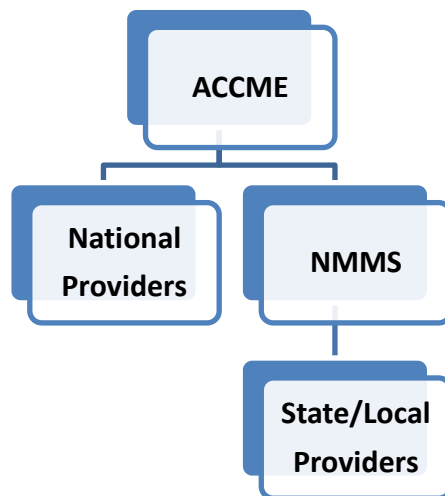 ACCME
National
Providers
NMMS
State/Local
Providers